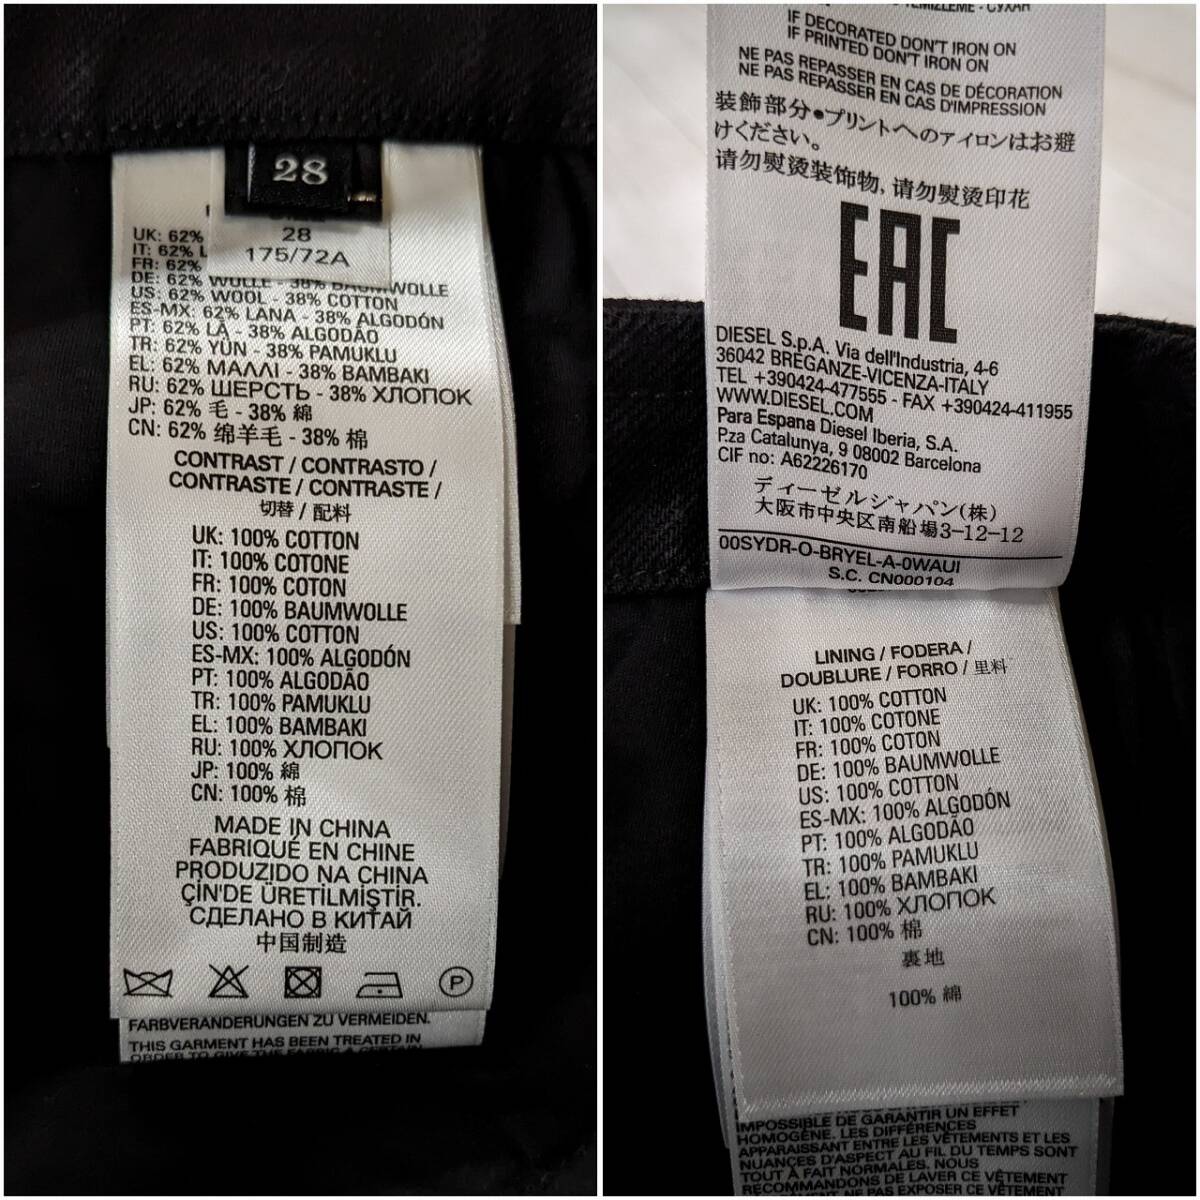 28
28
175/72A
UK: 62%
IT: 62% L
FR: 62%
DE: 62% WOLLE - 38% BAUMWOLLE
US: 62% WOOL - 38% COTTON
ES-MX: 62% LANA - 38% ALGODÓN
PT: 62% LÃ - 38% ALGODÃO
TR: 62% YÜN - 38% PAMUKLU
EL: 62% ΜΑΛΛΙ - 38% ΒΑΜΒΑΚΙ
RU: 62% ШЕРСТЬ - 38% ХЛОПОК
JP: 62% 毛 - 38% 綿
CN: 62% 绵羊毛 - 38% 棉
CONTRAST / CONTRASTO /
CONTRASTE / CONTRASTE /
切替 / 配料
UK: 100% COTTON
IT: 100% COTONE
FR: 100% COTON
DE: 100% BAUMWOLLE
US: 100% COTTON
ES-MX: 100% ALGODÓN
PT: 100% ALGODÃO
TR: 100% PAMUKLU
EL: 100% ΒΑΜΒΑΚΙ
RU: 100% ХЛОПОК
JP: 100% 綿
CN: 100% 棉
MADE IN CHINA
FABRIQUÉ EN CHINE
PRODUZIDO NA CHINA
ÇİN'DE ÜRETİLMİŞTİR.
СДЕЛАНО В КИТАЙ
中国制造
P
FARBVERANDERUNGEN ZU VERMEIDEN.
THIS GARMENT HAS BEEN TREATED IN
ORDER TO GIVE THE FABRIC A CERTAIN
TEMIZLEME - СУХАЯ
IF DECORATED DON'T IRON ON
IF PRINTED DON'T IRON ON
NE PAS REPASSER EN CAS DE DÉCORATION
NE PAS REPASSER EN CAS D'IMPRESSION
装飾部分●プリントへのアイロンはお避
けください。
请勿熨烫装饰物, 请勿熨烫印花
EAC
DIESEL S.p.A. Via dell'Industria, 4-6
36042 BREGANZE-VICENZA-ITALY
TEL +390424-477555 - FAX +390424-411955
WWW.DIESEL.COM
Para Espana Diesel Iberia, S.A.
P.za Catalunya, 9 08002 Barcelona
CIF no: A62226170
ディーゼルジャパン(株)
大阪市中央区南船場3-12-12
00SYDR-O-BRYEL-A-0WAUI
S.C. CN000104
LINING / FODERA /
DOUBLURE / FORRO / 里料
UK: 100% COTTON
IT: 100% COTONE
FR: 100% COTON
DE: 100% BAUMWOLLE
US: 100% COTTON
ES-MX: 100% ALGODÓN
PT: 100% ALGODÃO
TR: 100% PAMUKLU
EL: 100% ΒΑΜΒΑΚΙ
RU: 100% ХЛОПОК
CN: 100% 棉
裏地
100% 綿
IMPOSSIBLE DE GARANTIR UN EFFET
HOMOGÈNE. LES DIFFÉRENCES
APPARAISSANT ENTRE LES VÊTEMENTS ET LES
NUANCES D'ASPECT AU FIL DU TEMPS SONT
TOUT À FAIT NORMALES. NOUS
RECOMMANDONS DE LAVER CE VÊTEMENT